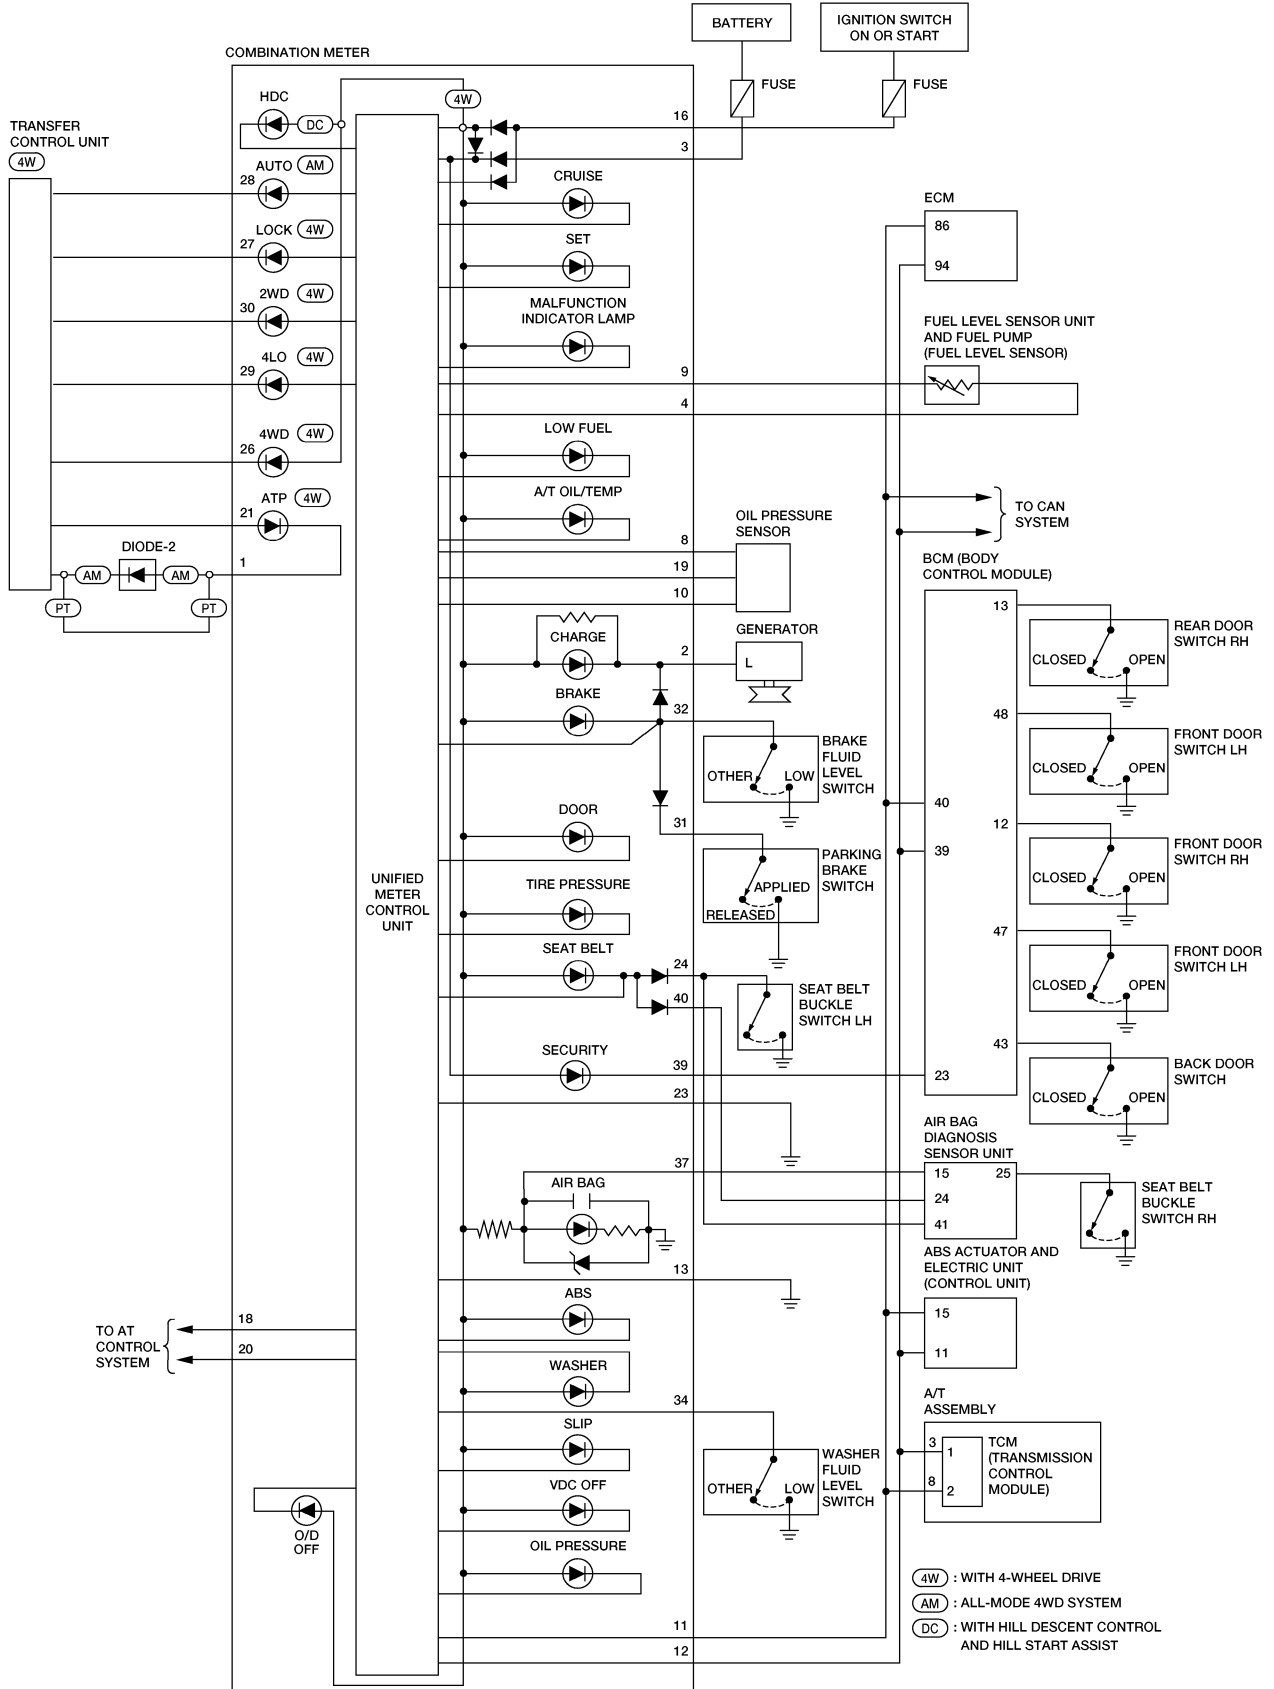 BATTERY
IGNITION SWITCH
ON OR START
FUSE
FUSE
COMBINATION METER
4W
16
3
HDC
DC
TRANSFER
CONTROL UNIT
4W
AUTO
AM
28
LOCK
4W
27
2WD
4W
30
4LO
4W
29
4WD
4W
26
ATP
4W
21
DIODE-2
AM
AM
1
PT
PT
CRUISE
SET
MALFUNCTION
INDICATOR LAMP
9
4
LOW FUEL
A/T OIL/TEMP
8
19
10
OIL PRESSURE
SENSOR
CHARGE
2
GENERATOR
L
BRAKE
32
BRAKE
FLUID
LEVEL
SWITCH
OTHER
LOW
DOOR
31
PARKING
BRAKE
SWITCH
APPLIED
RELEASED
UNIFIED
METER
CONTROL
UNIT
TIRE PRESSURE
SEAT BELT
24
40
SEAT BELT
BUCKLE
SWITCH LH
SECURITY
39
23
37
AIR BAG
13
ABS
TO AT
CONTROL
SYSTEM
18
20
WASHER
34
SLIP
WASHER
FLUID
LEVEL
SWITCH
OTHER
LOW
VDC OFF
O/D
OFF
OIL PRESSURE
11
12
ECM
86
94
FUEL LEVEL SENSOR UNIT
AND FUEL PUMP
(FUEL LEVEL SENSOR)
TO CAN
SYSTEM
BCM (BODY
CONTROL MODULE)
13
REAR DOOR
SWITCH RH
CLOSED
OPEN
48
FRONT DOOR
SWITCH LH
CLOSED
OPEN
40
12
39
FRONT DOOR
SWITCH RH
CLOSED
OPEN
47
FRONT DOOR
SWITCH LH
CLOSED
OPEN
43
23
BACK DOOR
SWITCH
CLOSED
OPEN
AIR BAG
DIAGNOSIS
SENSOR UNIT
15
25
24
41
SEAT BELT
BUCKLE
SWITCH RH
ABS ACTUATOR AND
ELECTRIC UNIT
(CONTROL UNIT)
15
11
A/T
ASSEMBLY
3
1
8
2
TCM
(TRANSMISSION
CONTROL
MODULE)
4W : WITH 4-WHEEL DRIVE
AM : ALL-MODE 4WD SYSTEM
DC : WITH HILL DESCENT CONTROL
AND HILL START ASSIST